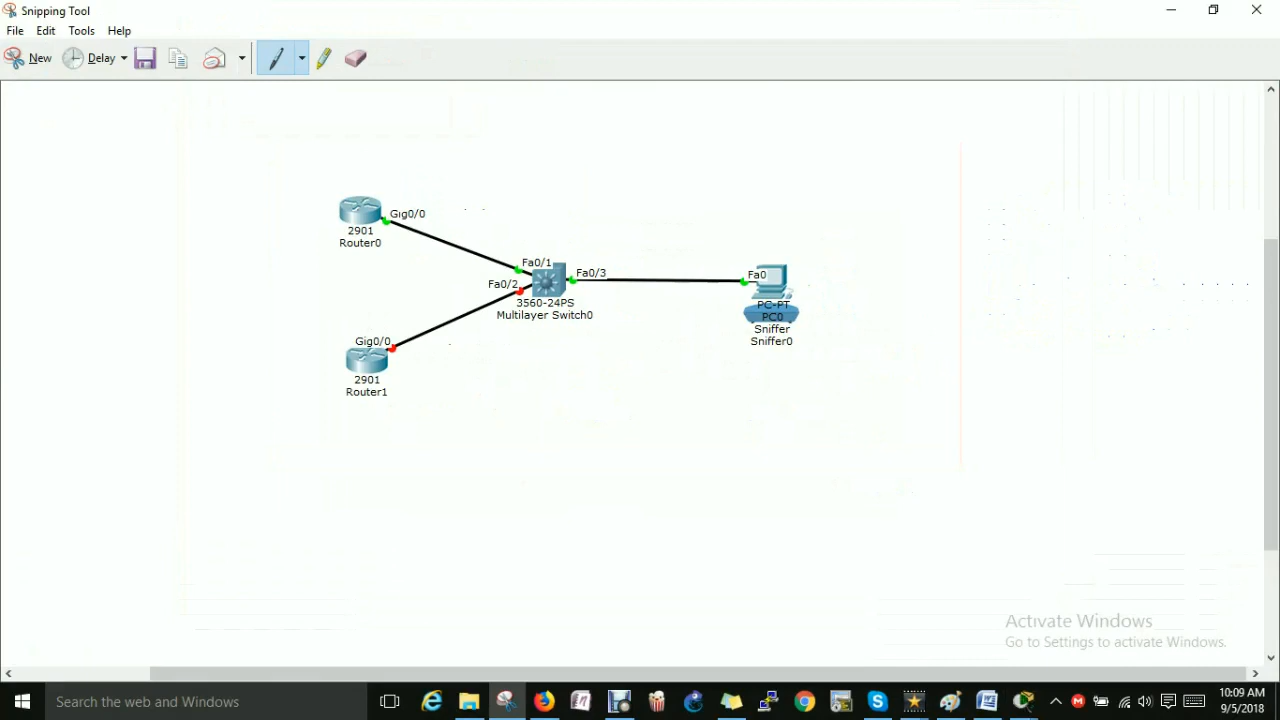 Snipping Tool
File Edit Tools Help
New Delay
Gig0/0
2901
Router0
Fa0/1
Fa0/3
Fa0
Fa0/2
3560-24PS
Multilayer Switch0
PC-PT
PC0
Sniffer
Sniffer0
Gig0/0
2901
Router1
Activate Windows
Go to Settings to activate Windows.
Search the web and Windows
10:09 AM
9/5/2018